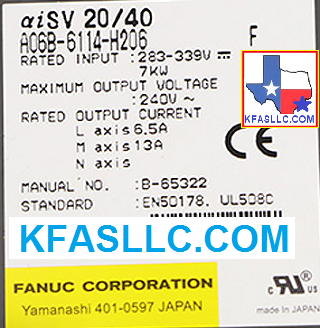 αiSV 20/40
A06B-6114-H206
F
RATED INPUT : 283-339V ⎓
7KW
MAXIMUM OUTPUT VOLTAGE
: 240V ~
RATED OUTPUT CURRENT
L axis 6.5A
M axis 13A
N axis
KFASLLC.COM
CE
MANUAL NO. : B-65322
STANDARD : EN50178. UL508C
KFASLLC.COM
FANUC CORPORATION
Yamanashi 401-0597 JAPAN
c RU us
made in JAPAN